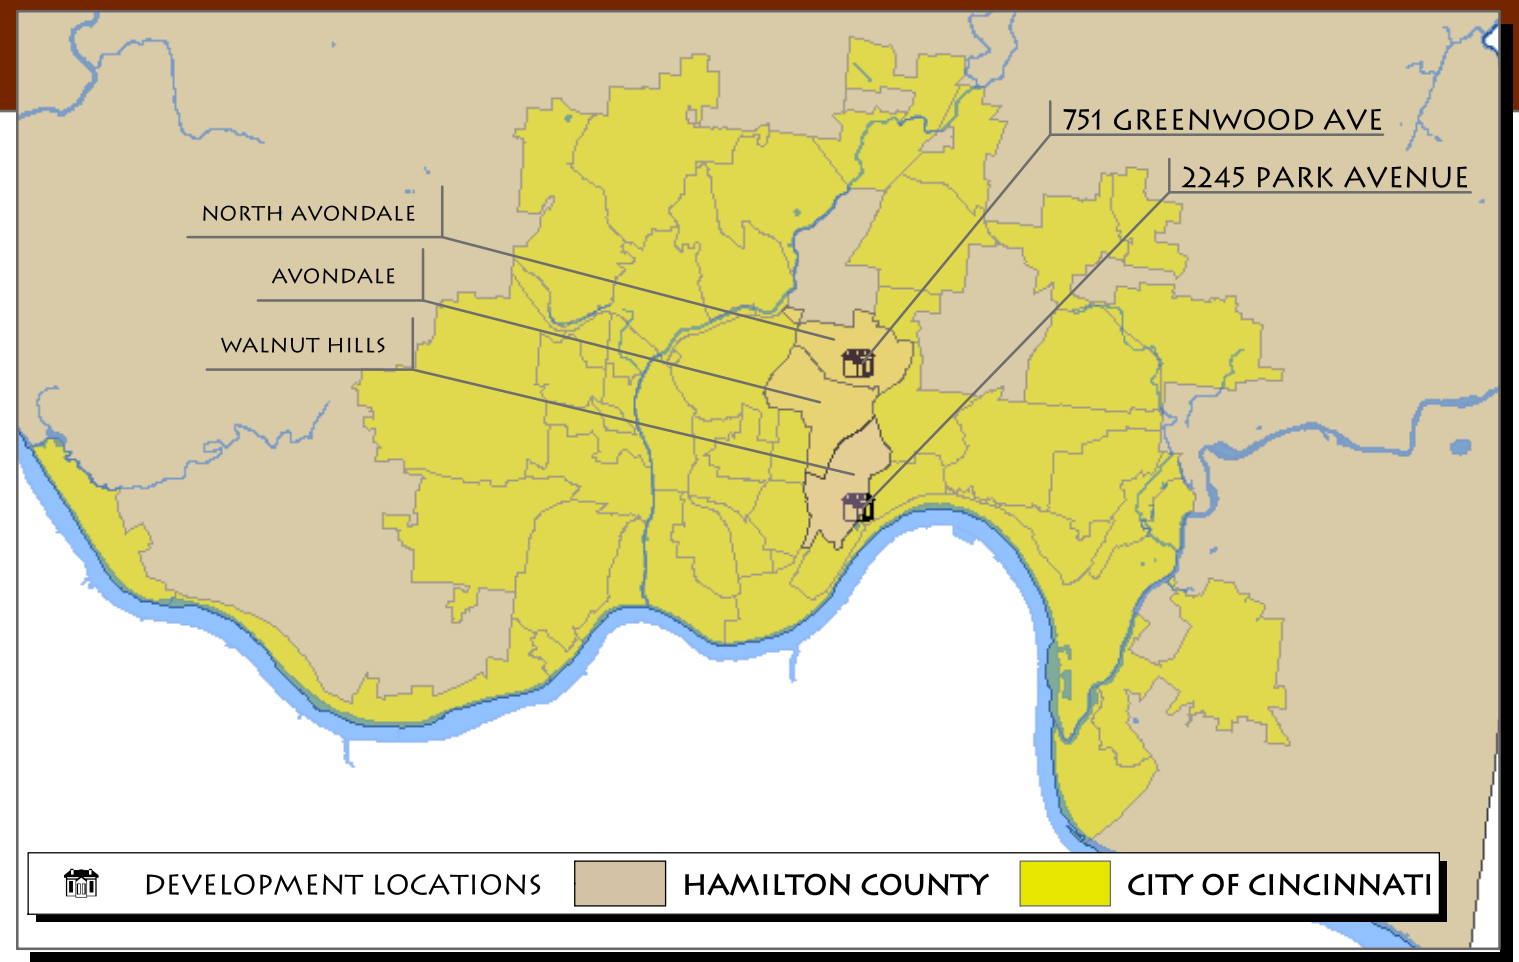 751 GREENWOOD AVE
2245 PARK AVENUE
NORTH AVONDALE
AVONDALE
WALNUT HILLS
DEVELOPMENT LOCATIONS
HAMILTON COUNTY
CITY OF CINCINNATI